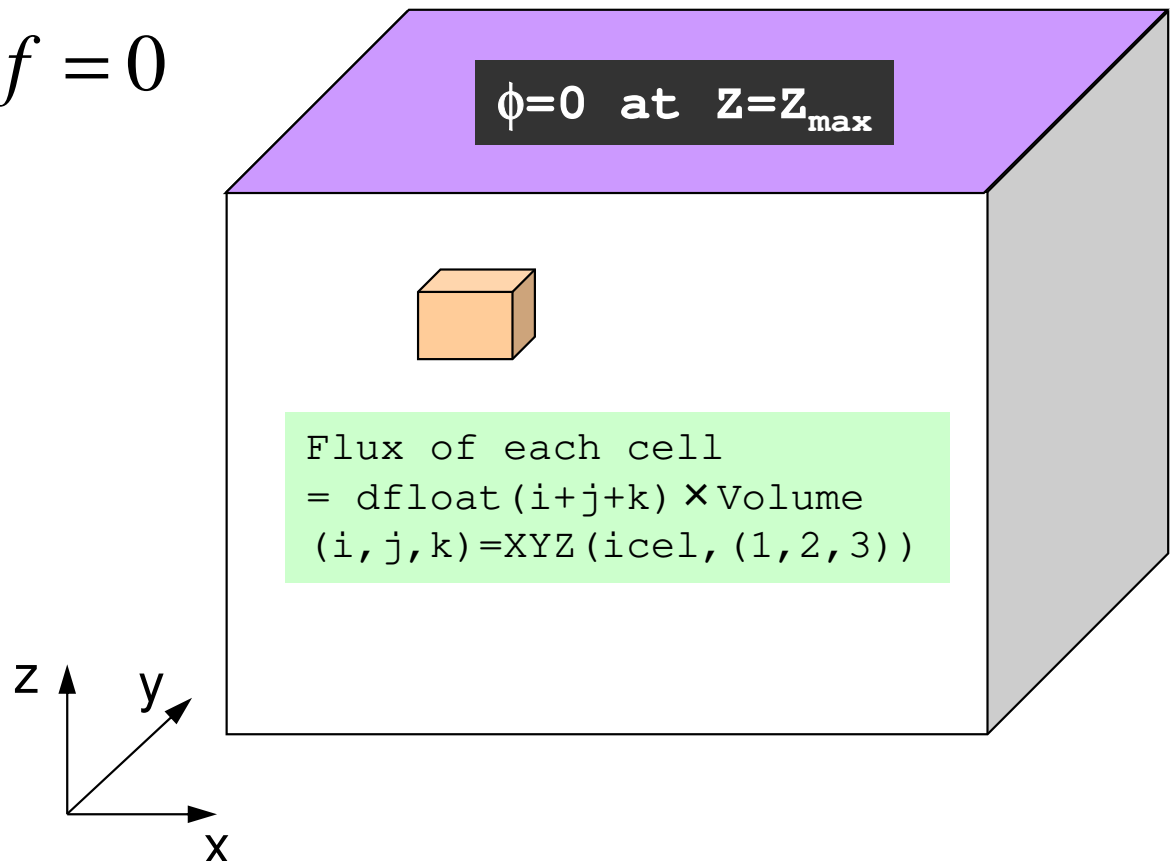 f = 0
ϕ=0 at Z=Zmax
Flux of each cell
= dfloat(i+j+k)×Volume
(i,j,k)=XYZ(icel,(1,2,3))
z
y
x